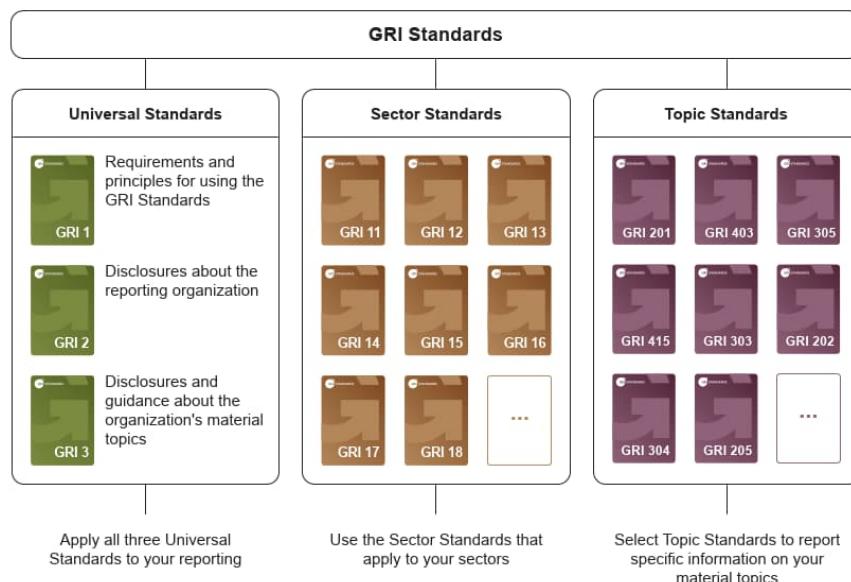 GRI Standards
Universal Standards
Requirements and
principles for using the
GRI Standards
GRI 1
Disclosures about the
reporting organization
GRI 2
Disclosures and
guidance about the
organization's material
topics
GRI 3
Apply all three Universal
Standards to your reporting
Sector Standards
GRI 11
GRI 12
GRI 13
GRI 14
GRI 15
GRI 16
GRI 17
GRI 18
...
Use the Sector Standards that
apply to your sectors
Topic Standards
GRI 201
GRI 403
GRI 305
GRI 415
GRI 303
GRI 202
GRI 304
GRI 205
...
Select Topic Standards to report
specific information on your
material topics